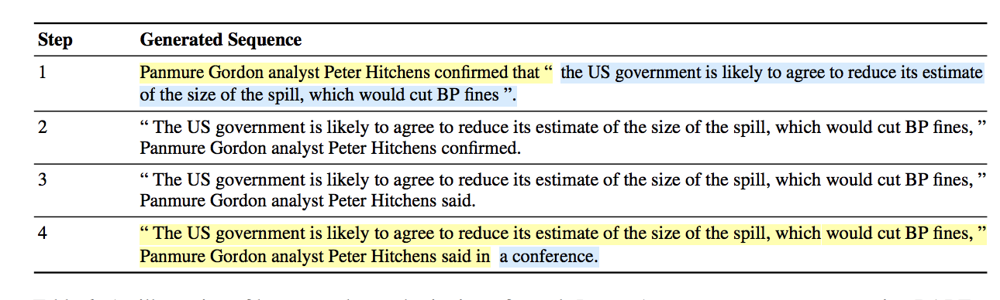 Step Generated Sequence
1 Panmure Gordon analyst Peter Hitchens confirmed that “ the US government is likely to agree to reduce its estimate
of the size of the spill, which would cut BP fines ”.
2 “ The US government is likely to agree to reduce its estimate of the size of the spill, which would cut BP fines, ”
Panmure Gordon analyst Peter Hitchens confirmed.
3 “ The US government is likely to agree to reduce its estimate of the size of the spill, which would cut BP fines, ”
Panmure Gordon analyst Peter Hitchens said.
4 “ The US government is likely to agree to reduce its estimate of the size of the spill, which would cut BP fines, ”
Panmure Gordon analyst Peter Hitchens said in a conference.